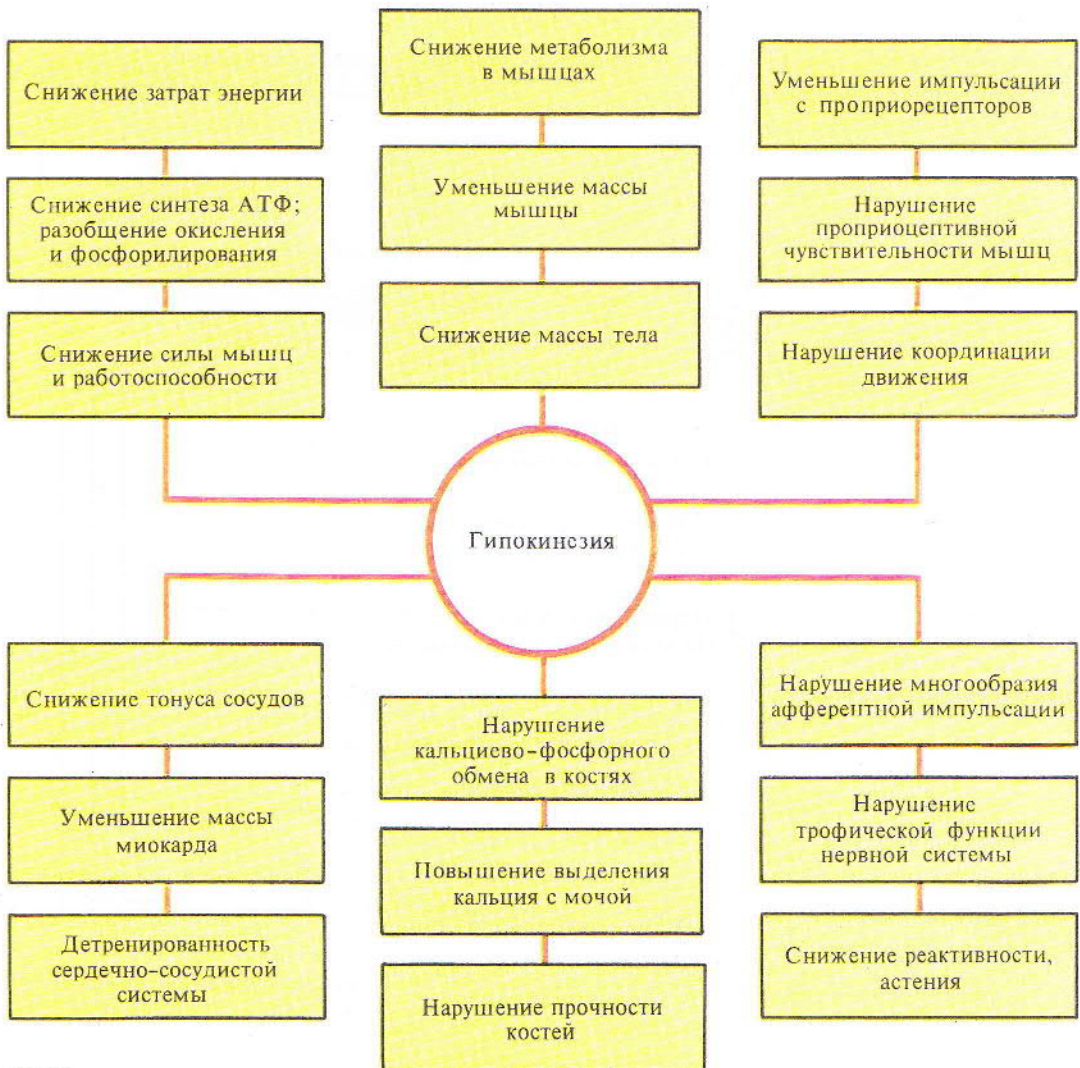 Снижение затрат энергии
Снижение синтеза АТФ;
разобщение окисления
и фосфорилирования
Снижение силы мышц
и работоспособности
Снижение метаболизма
в мышцах
Уменьшение массы
мышцы
Снижение массы тела
Уменьшение импульсации
с проприорецепторов
Нарушение
проприоцептивной
чувствительности мышц
Нарушение координации
движения
Гипокинезия
Снижение тонуса сосудов
Уменьшение массы
миокарда
Детренированность
сердечно-сосудистой
системы
Нарушение
кальциево-фосфорного
обмена в костях
Повышение выделения
кальция с мочой
Нарушение прочности
костей
Нарушение многообразия
афферентной импульсации
Нарушение
трофической функции
нервной системы
Снижение реактивности,
астения